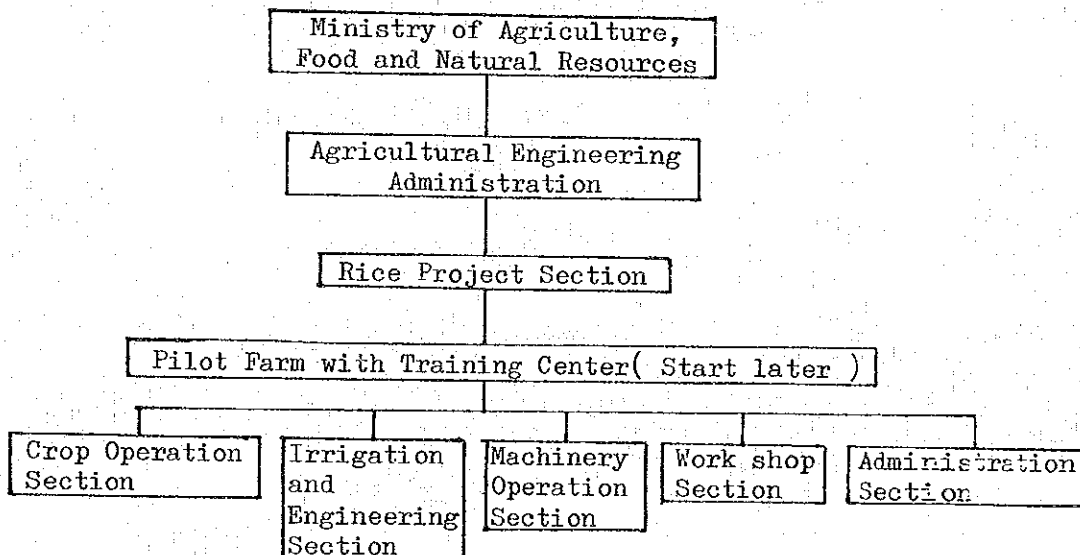 Ministry of Agriculture,
Food and Natural Resources
Agricultural Engineering
Administration
Rice Project Section
Pilot Farm with Training Center( Start later )
Crop Operation
Section
Irrigation
and
Engineering
Section
Machinery
Operation
Section
Work shop
Section
Administration
Section